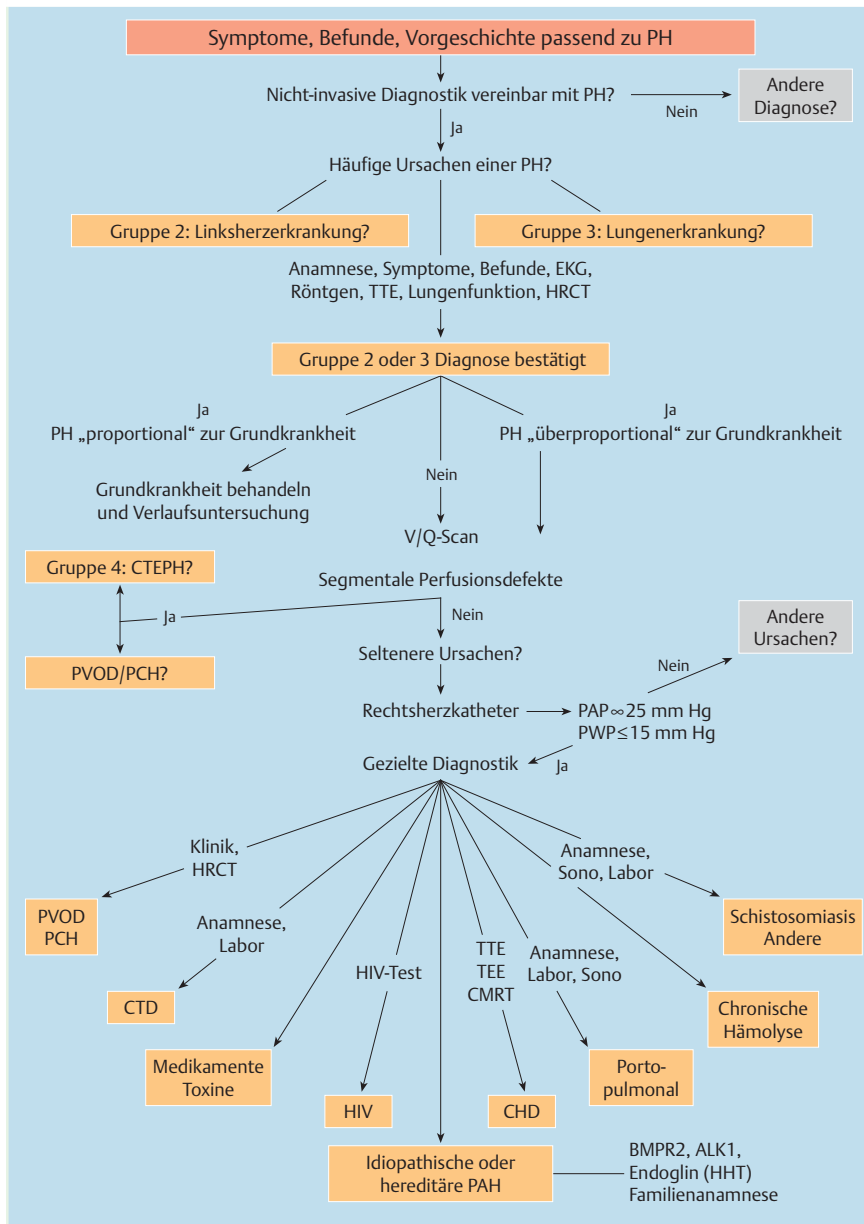 Symptome, Befunde, Vorgeschichte passend zu PH
Nicht-invasive Diagnostik vereinbar mit PH?
Nein
Andere
Diagnose?
Ja
Häufige Ursachen einer PH?
Gruppe 2: Linksherzerkrankung?
Gruppe 3: Lungenerkrankung?
Anamnese, Symptome, Befunde, EKG,
Röntgen, TTE, Lungenfunktion, HRCT
Gruppe 2 oder 3 Diagnose bestätigt
Ja
PH „proportional“ zur Grundkrankheit
Ja
PH „überproportional“ zur Grundkrankheit
Grundkrankheit behandeln
und Verlaufsuntersuchung
Nein
V/Q-Scan
Gruppe 4: CTEPH?
Segmentale Perfusionsdefekte
Ja
Nein
PVOD/PCH?
Seltenere Ursachen?
Andere
Ursachen?
Nein
Rechtsherzkatheter
PAP∞25 mm Hg
PWP≤15 mm Hg
Ja
Gezielte Diagnostik
Klinik,
HRCT
PVOD
PCH
Anamnese,
Labor
CTD
Medikamente
Toxine
HIV-Test
HIV
TTE
TEE
CMRT
CHD
Anamnese,
Labor, Sono
Porto-
pulmonal
Anamnese,
Sono, Labor
Schistosomiasis
Andere
Chronische
Hämolyse
Idiopathische oder
hereditäre PAH
BMPR2, ALK1,
Endoglin (HHT)
Familienanamnese